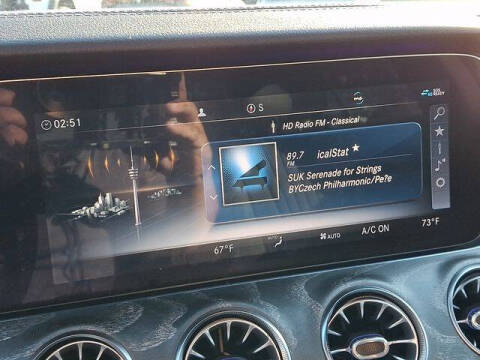 02:51
S
HD Radio FM - Classical
89.7 icalStat ★
FM
SUK Serenade for Strings
BYCzech Philharmonic/Pe?e
67°F
AUTO
AUTO
A/C ON
73°F